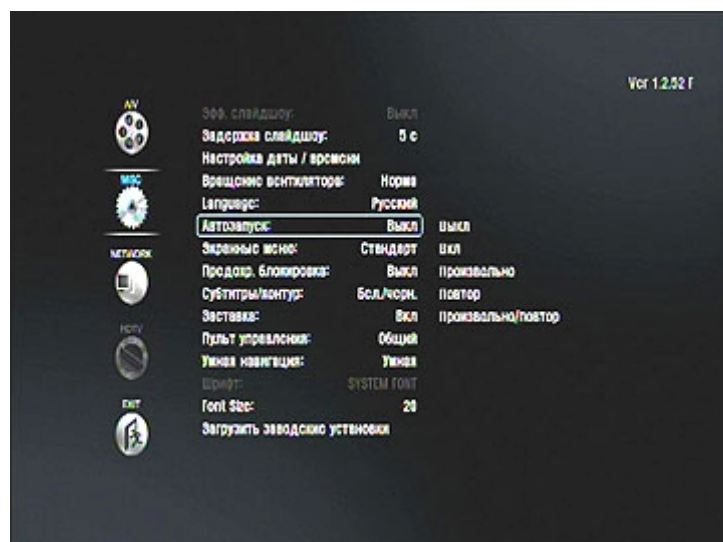 Ver 1.2.52 F
A/V
MISC
NETWORK
HDTV
EXIT
Эфф. слайдшоу: Выкл
Задержка слайдшоу: 5 с
Настройка даты / времени
Вращение вентилятора: Норма
Language: Русский
Автозапуск: Выкл
Экранные меню: Стандарт
Предохр. блокировка: Выкл
Субтитры/контур: Бел./черн.
Заставка: Вкл
Пульт управления: Общий
Умная навигация: Умная
Шрифт: SYSTEM FONT
Font Size: 20
Загрузить заводские установки
выкл
вкл
произвольно
повтор
произвольно/повтор